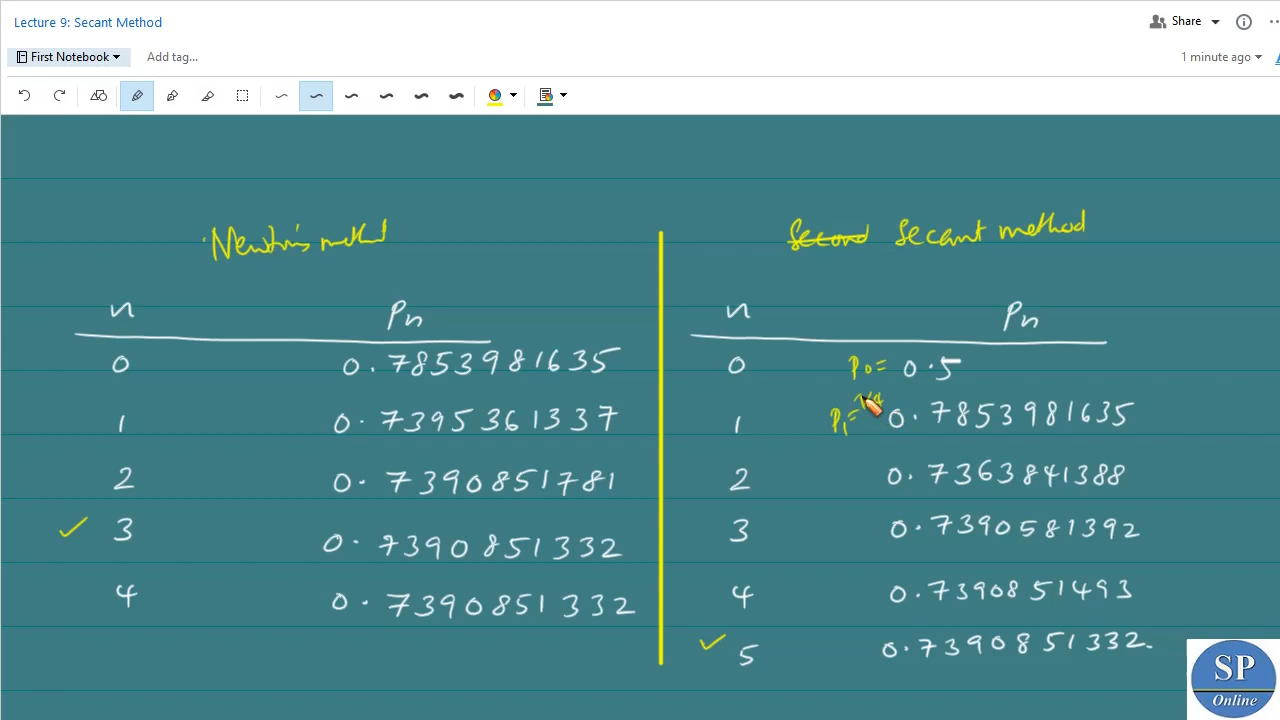 Lecture 9: Secant Method
Share
First Notebook
Add tag...
1 minute ago
Newton's method
Second Secant method
n Pn
0 0.7853981635
1 0.7395361337
2 0.7390851781
3 0.7390851332
4 0.7390851332
n Pn
0 P0= 0.5
1 P1= π/4 0.7853981635
2 0.7363841388
3 0.7390581392
4 0.7390851493
5 0.7390851332.
SP
Online